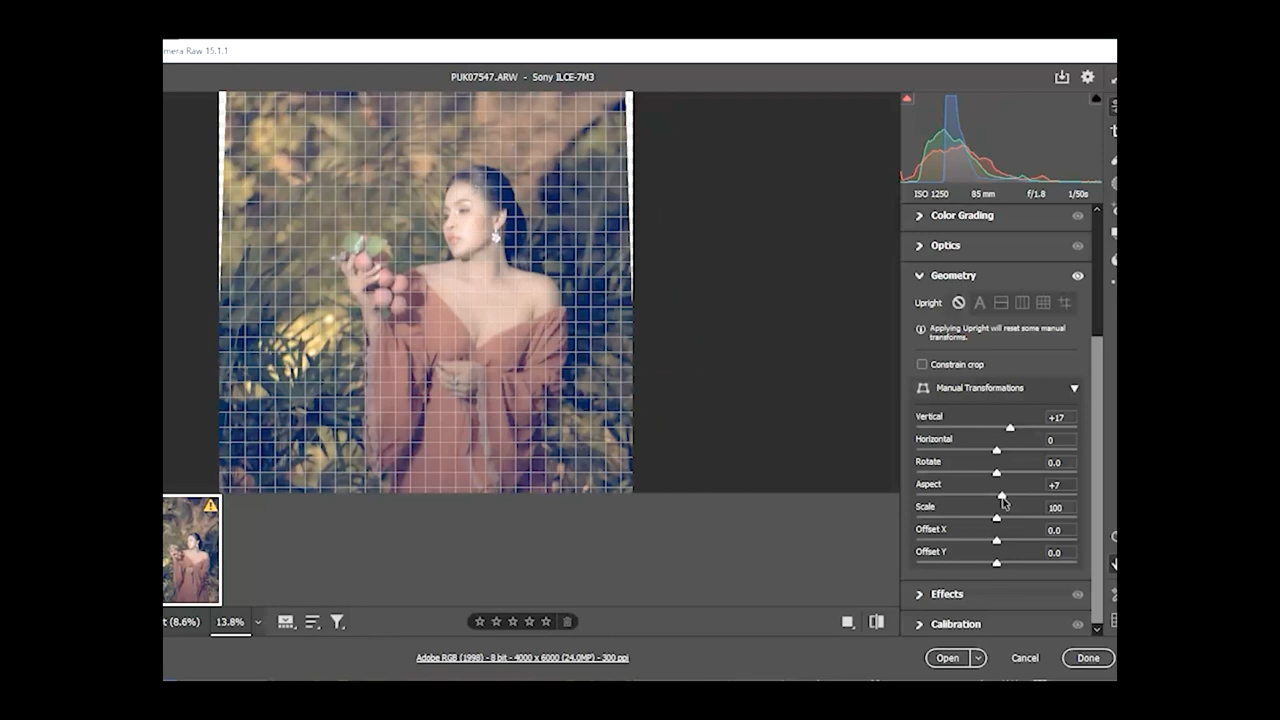 mera Raw 15.1.1
PUK07547.ARW - Sony ILCE-7M3
ISO 1250 85 mm f/1.8 1/50s
Color Grading
Optics
Geometry
Upright A
Applying Upright will reset some manual
transforms.
Constrain crop
Manual Transformations
Vertical +17
Horizontal 0
Rotate 0.0
Aspect +7
Scale 100
Offset X 0.0
Offset Y 0.0
Effects
t (8.6%) 13.8%
Calibration
Adobe RGB (1998) - 8 bit - 4000 x 6000 (24.0MP) - 300 ppi
Open Cancel Done